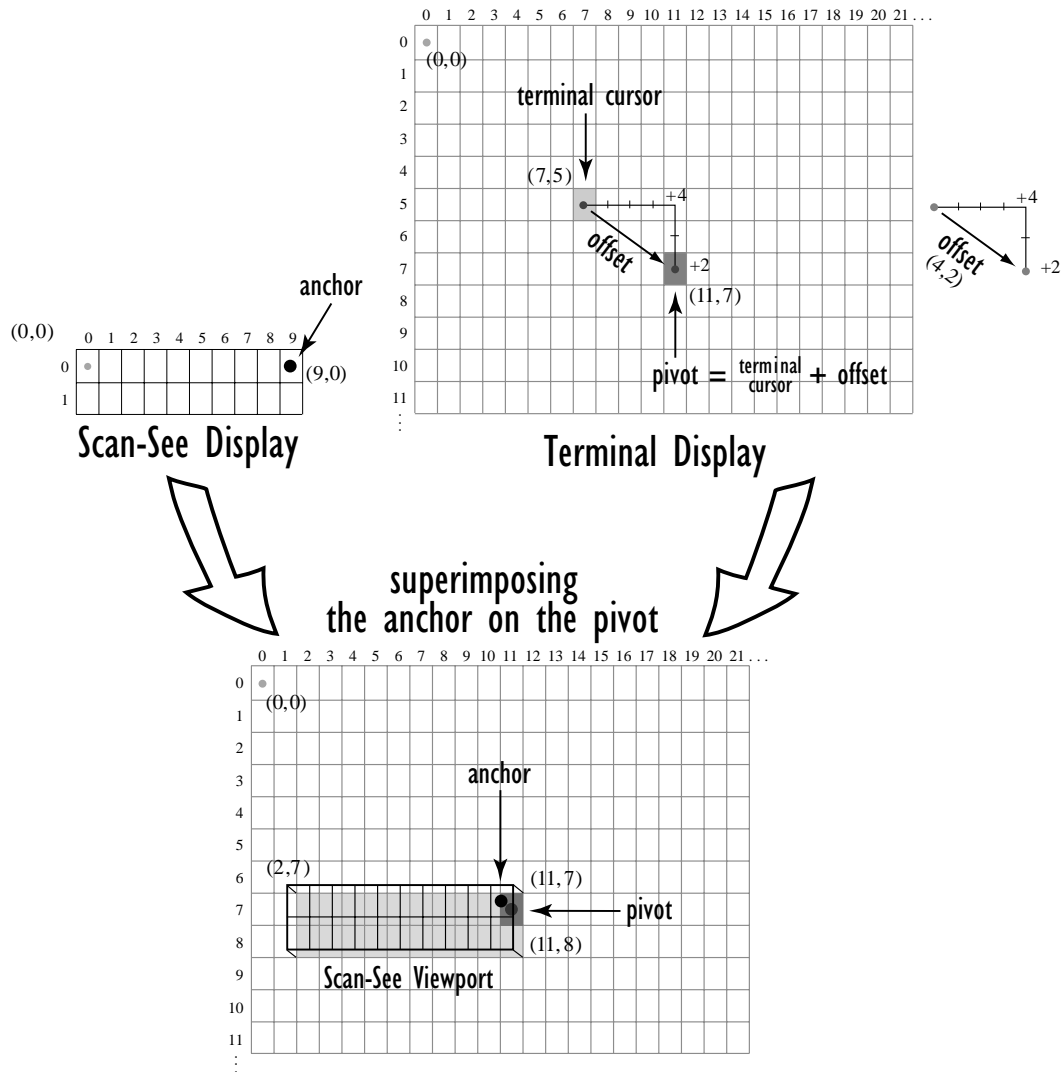 0 1 2 3 4 5 6 7 8 9 10 11 12 13 14 15 16 17 18 19 20 21 . . .
0
(0,0)
1
2
terminal cursor
3
4
(7,5)
+4
5
6
offset
7
+2
(11,7)
8
9
10
pivot = terminal cursor + offset
11
⋮
Terminal Display
+4
offset
(4,2)
+2
anchor
(0,0)
0 1 2 3 4 5 6 7 8 9
0
(9,0)
1
Scan-See Display
superimposing
the anchor on the pivot
0 1 2 3 4 5 6 7 8 9 10 11 12 13 14 15 16 17 18 19 20 21 . . .
0
(0,0)
1
2
3
anchor
4
5
6
(2,7)
(11,7)
7
pivot
8
(11,8)
9
Scan-See Viewport
10
11
⋮